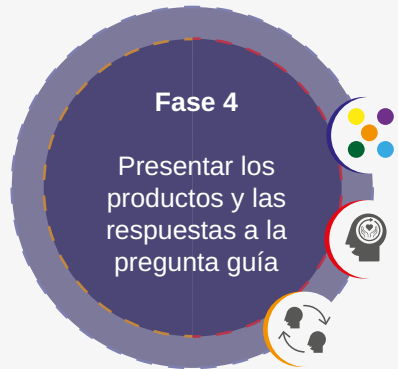 Fase 4
Presentar los
productos y las
respuestas a la
pregunta guía